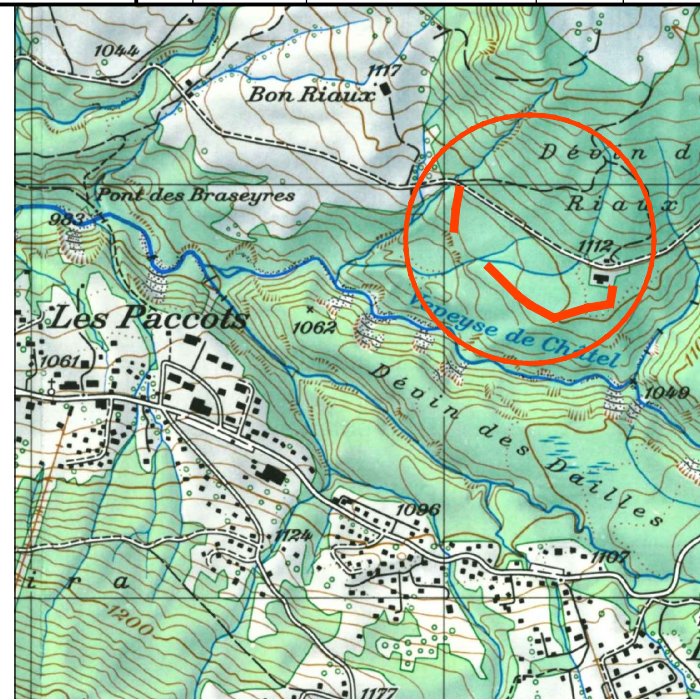 1044
1117
Bon Riaux
Dévin d
Pont des Braseyres
Riaux
983
1112
Les Paccots
1062
Veveyse de Châtel
1061
1049
Dévin des Dailles
1096
1124
1107
ira
1200
1177